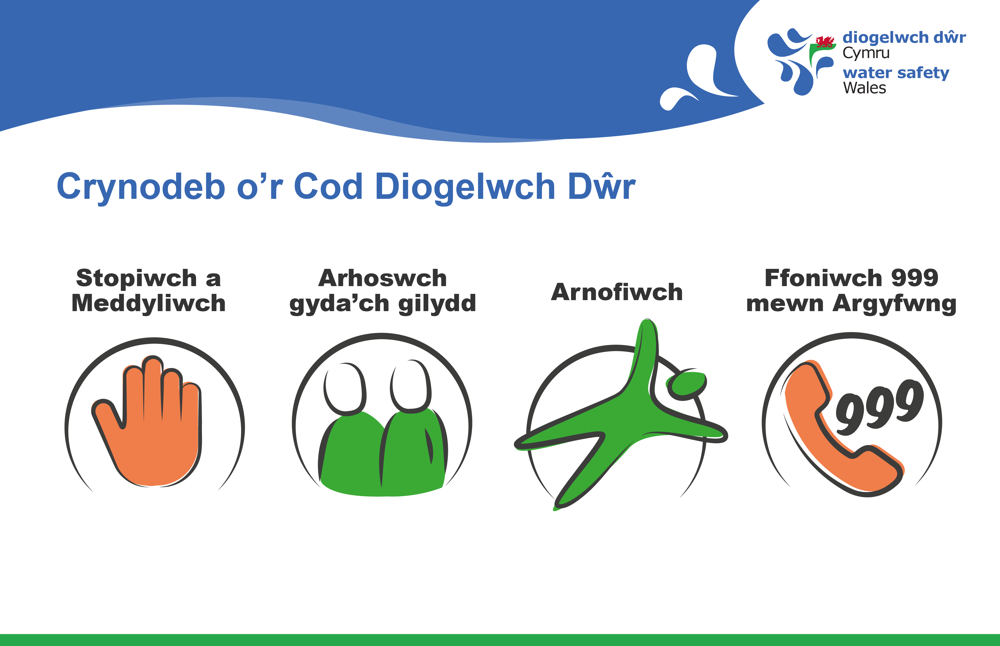 diogelwch dŵr
Cymru
water safety
Wales
Crynodeb o’r Cod Diogelwch Dŵr
Stopiwch a
Meddyliwch
Arhoswch
gyda’ch gilydd
Arnofiwch
Ffoniwch 999
mewn Argyfwng
999